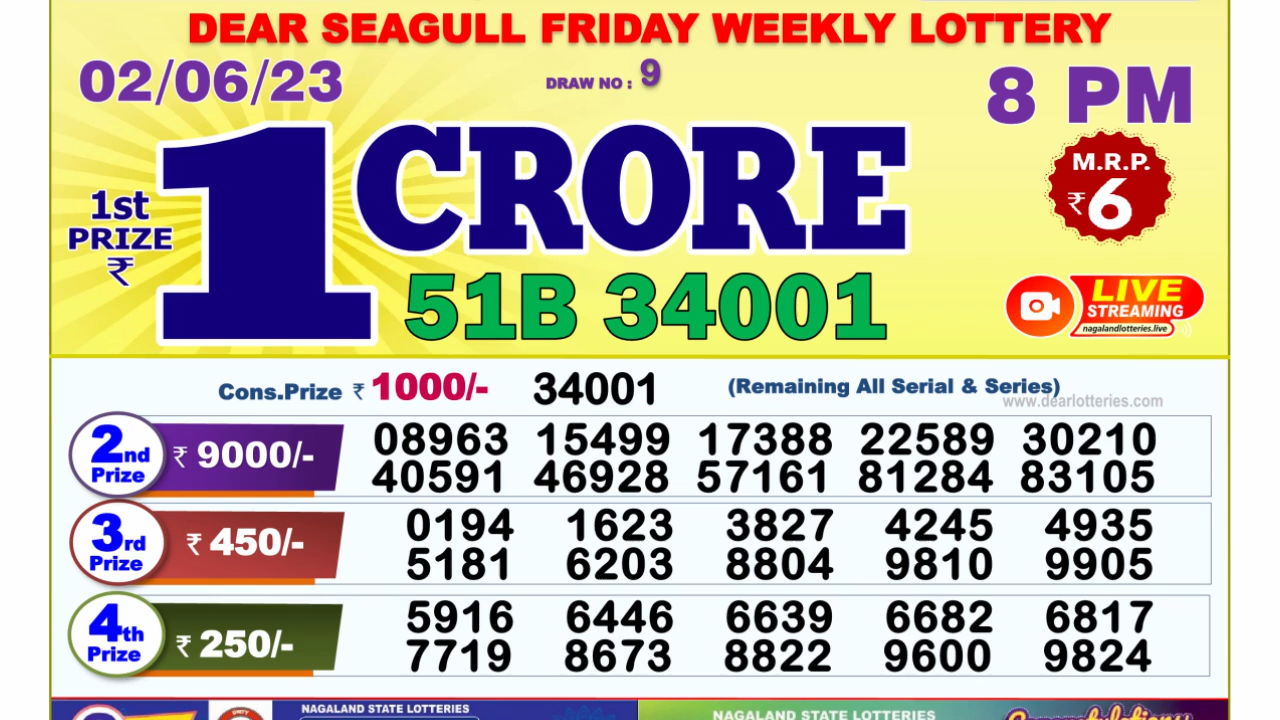 DEAR SEAGULL FRIDAY WEEKLY LOTTERY
02/06/23
DRAW NO : 9
8 PM
1st
PRIZE
₹
1 CRORE
M.R.P.
₹ 6
51B 34001
LIVE
STREAMING
nagalandlotteries.live
Cons.Prize ₹ 1000/- 34001 (Remaining All Serial & Series)
www.dearlotteries.com
2nd
Prize
₹ 9000/-
08963 15499 17388 22589 30210
40591 46928 57161 81284 83105
3rd
Prize
₹ 450/-
0194 1623 3827 4245 4935
5181 6203 8804 9810 9905
4th
Prize
₹ 250/-
5916 6446 6639 6682 6817
7719 8673 8822 9600 9824
NAGALAND STATE LOTTERIES
NAGALAND STATE LOTTERIES